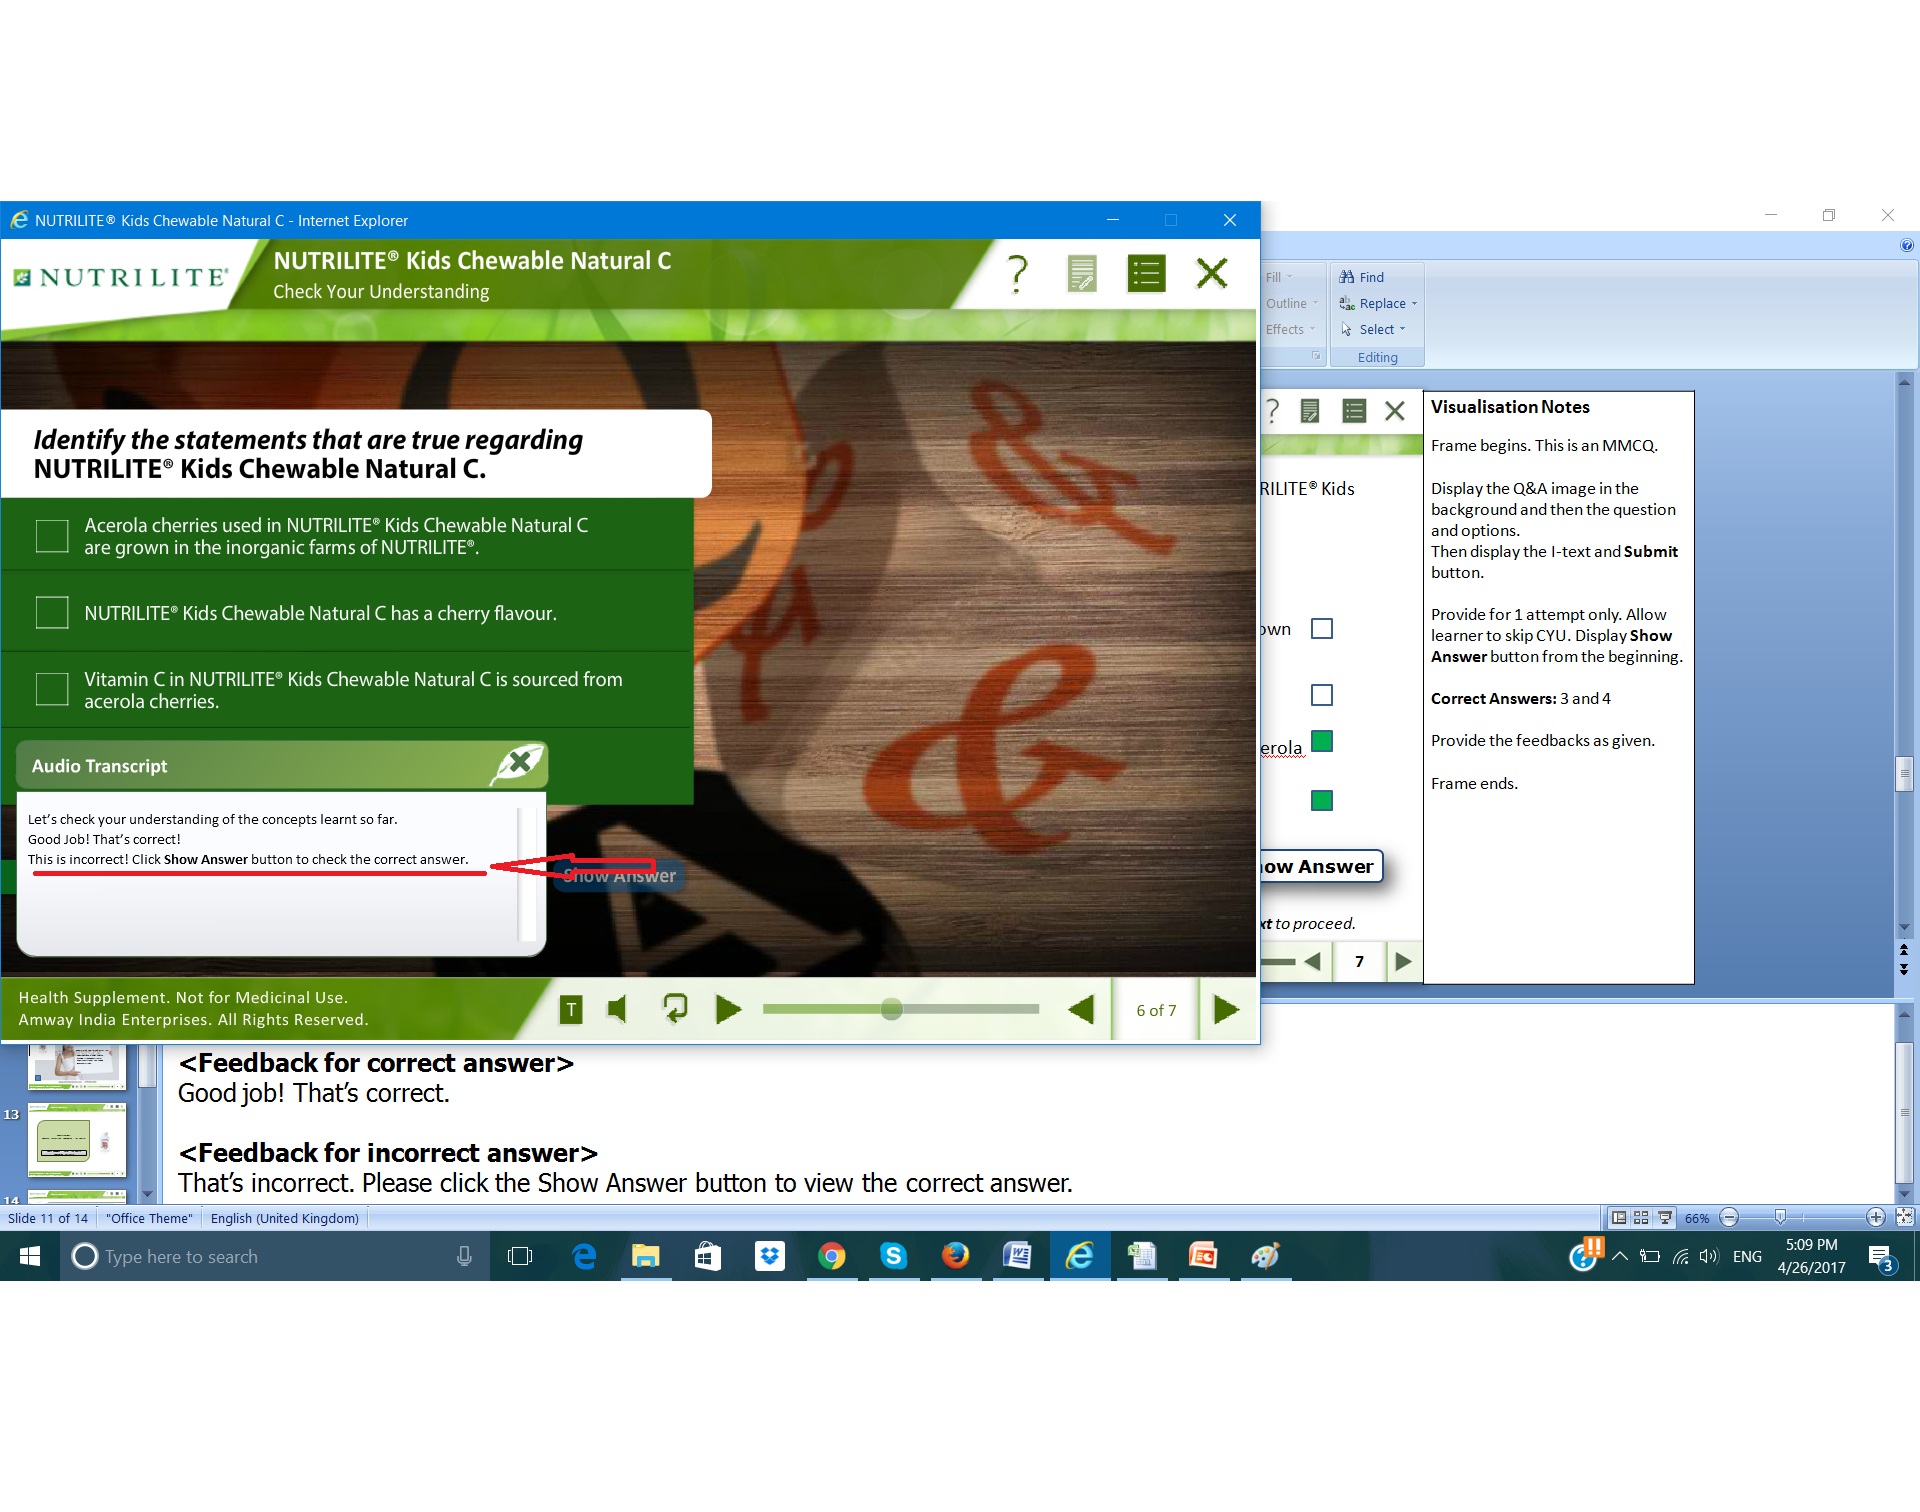 NUTRILITE® Kids Chewable Natural C - Internet Explorer
NUTRILITE®
NUTRILITE® Kids Chewable Natural C
Check Your Understanding
?
Identify the statements that are true regarding
NUTRILITE® Kids Chewable Natural C.
Acerola cherries used in NUTRILITE® Kids Chewable Natural C
are grown in the inorganic farms of NUTRILITE®.
NUTRILITE® Kids Chewable Natural C has a cherry flavour.
Vitamin C in NUTRILITE® Kids Chewable Natural C is sourced from
acerola cherries.
Audio Transcript
Let's check your understanding of the concepts learnt so far.
Good Job! That's correct!
This is incorrect! Click Show Answer button to check the correct answer.
Show Answer
Health Supplement. Not for Medicinal Use.
Amway India Enterprises. All Rights Reserved.
T
6 of 7
&
&
&
A
Fill
Outline
Effects
Find
Replace
Select
Editing
?
RILITE® Kids
own
erola
ow Answer
xt to proceed.
7
Visualisation Notes
Frame begins. This is an MMCQ.
Display the Q&A image in the
background and then the question
and options.
Then display the I-text and Submit
button.
Provide for 1 attempt only. Allow
learner to skip CYU. Display Show
Answer button from the beginning.
Correct Answers: 3 and 4
Provide the feedbacks as given.
Frame ends.
13
14
<Feedback for correct answer>
Good job! That's correct.
<Feedback for incorrect answer>
That's incorrect. Please click the Show Answer button to view the correct answer.
Slide 11 of 14
"Office Theme"
English (United Kingdom)
66%
Type here to search
ENG
5:09 PM
4/26/2017
3